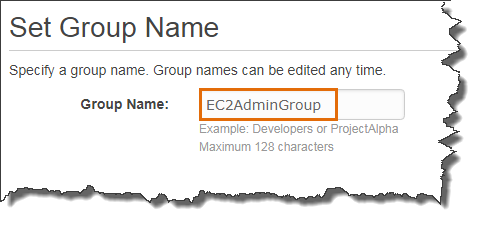 Set Group Name
Specify a group name. Group names can be edited any time.
Group Name: EC2AdminGroup
Example: Developers or ProjectAlpha
Maximum 128 characters